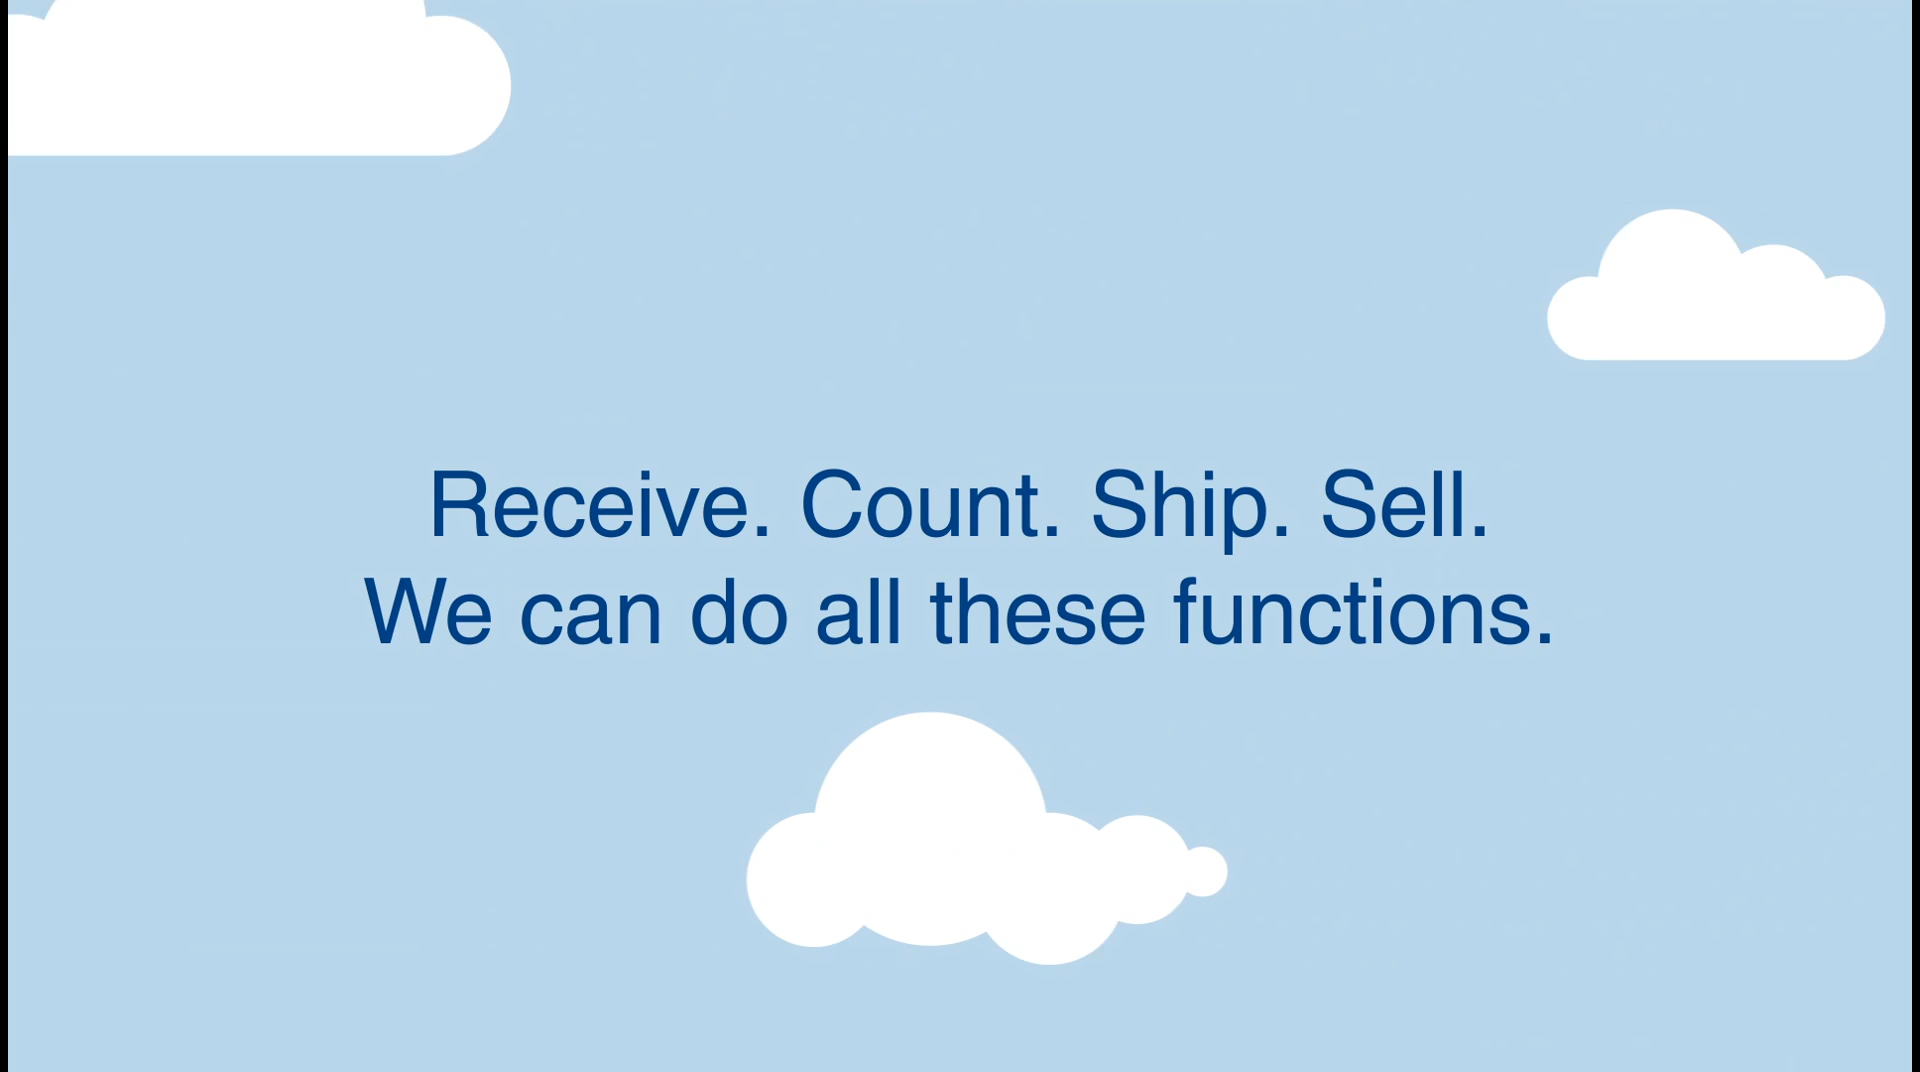 Receive. Count. Ship. Sell.
We can do all these functions.